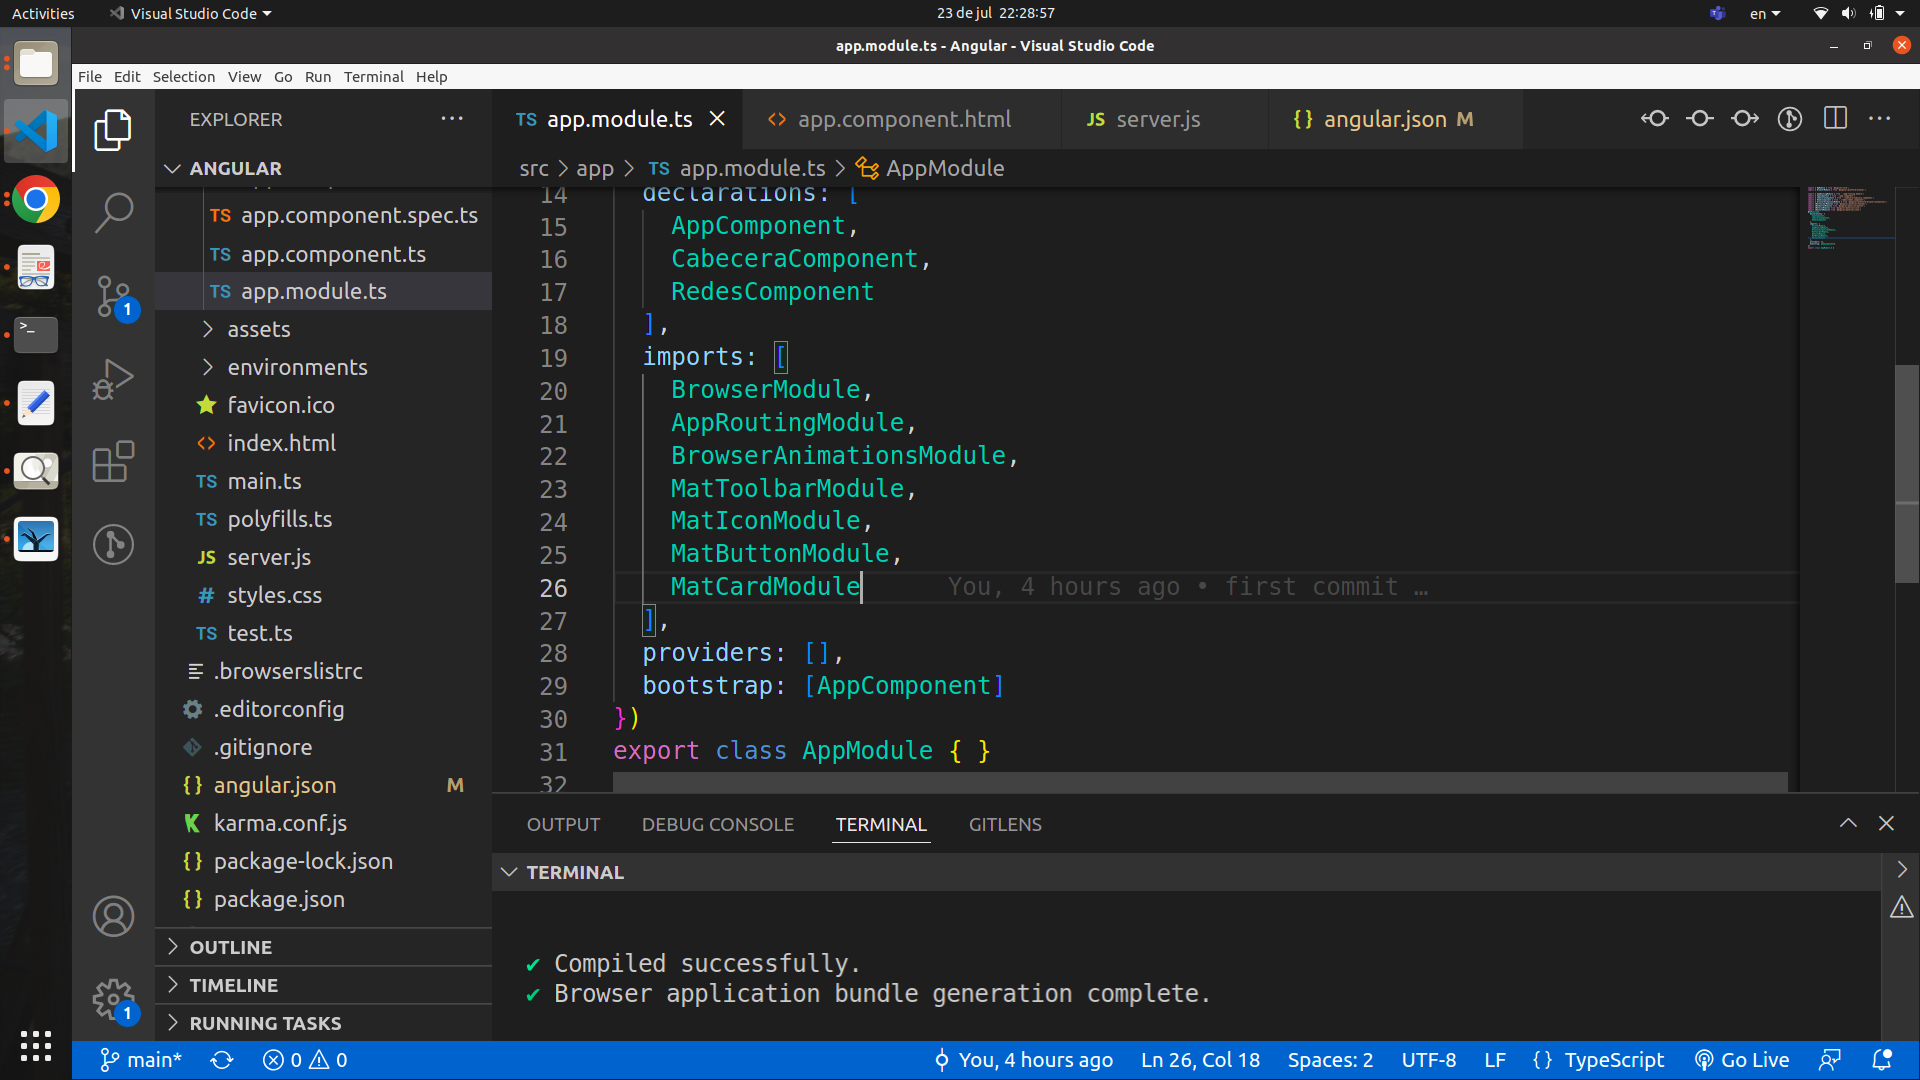 Activities
Visual Studio Code
23 de jul 22:28:57
en
app.module.ts - Angular - Visual Studio Code
File Edit Selection View Go Run Terminal Help
EXPLORER
ANGULAR
TS app.component.spec.ts
TS app.component.ts
TS app.module.ts
assets
environments
favicon.ico
<> index.html
TS main.ts
TS polyfills.ts
JS server.js
# styles.css
TS test.ts
.browserslistrc
.editorconfig
.gitignore
{} angular.json M
karma.conf.js
{} package-lock.json
{} package.json
OUTLINE
TIMELINE
RUNNING TASKS
1
1
TS app.module.ts
<> app.component.html
JS server.js
{} angular.json M
src > app > TS app.module.ts > AppModule
14 declarations: [
15 AppComponent,
16 CabeceraComponent,
17 RedesComponent
18 ],
19 imports: [
20 BrowserModule,
21 AppRoutingModule,
22 BrowserAnimationsModule,
23 MatToolbarModule,
24 MatIconModule,
25 MatButtonModule,
26 MatCardModule You, 4 hours ago • first commit …
27 ],
28 providers: [],
29 bootstrap: [AppComponent]
30 })
31 export class AppModule { }
32
OUTPUT DEBUG CONSOLE TERMINAL GITLENS
TERMINAL
✔ Compiled successfully.
✔ Browser application bundle generation complete.
main* 0 0 You, 4 hours ago Ln 26, Col 18 Spaces: 2 UTF-8 LF {} TypeScript Go Live